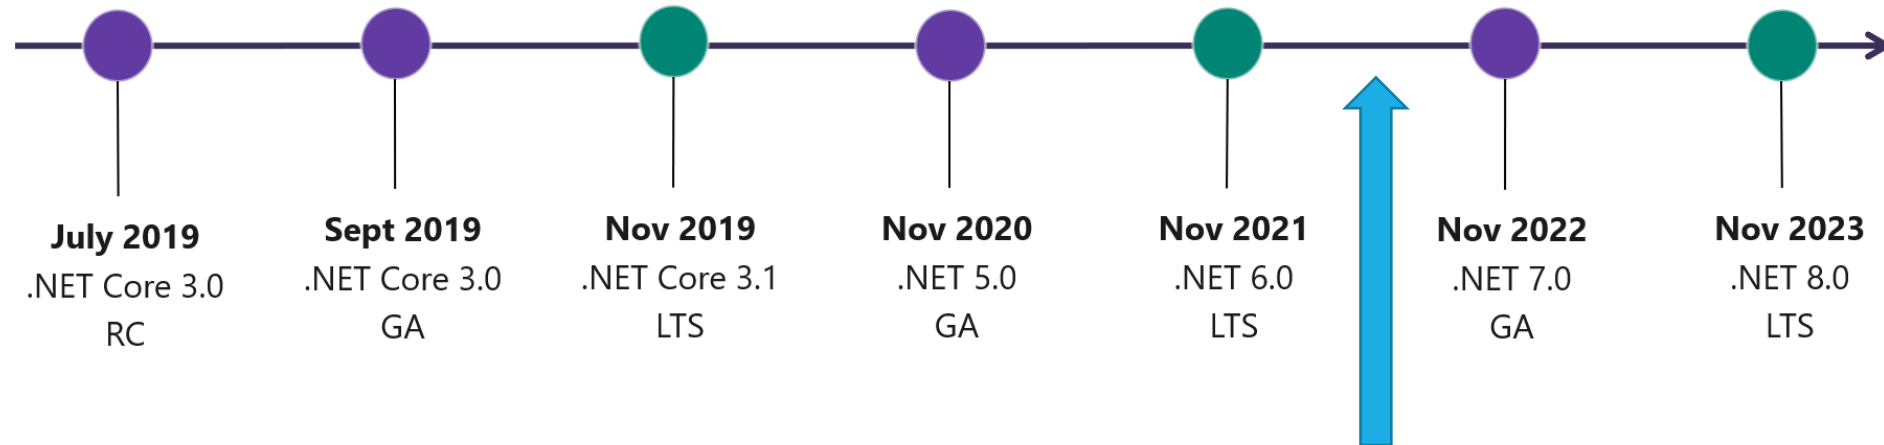 July 2019
.NET Core 3.0
RC
Sept 2019
.NET Core 3.0
GA
Nov 2019
.NET Core 3.1
LTS
Nov 2020
.NET 5.0
GA
Nov 2021
.NET 6.0
LTS
Nov 2022
.NET 7.0
GA
Nov 2023
.NET 8.0
LTS